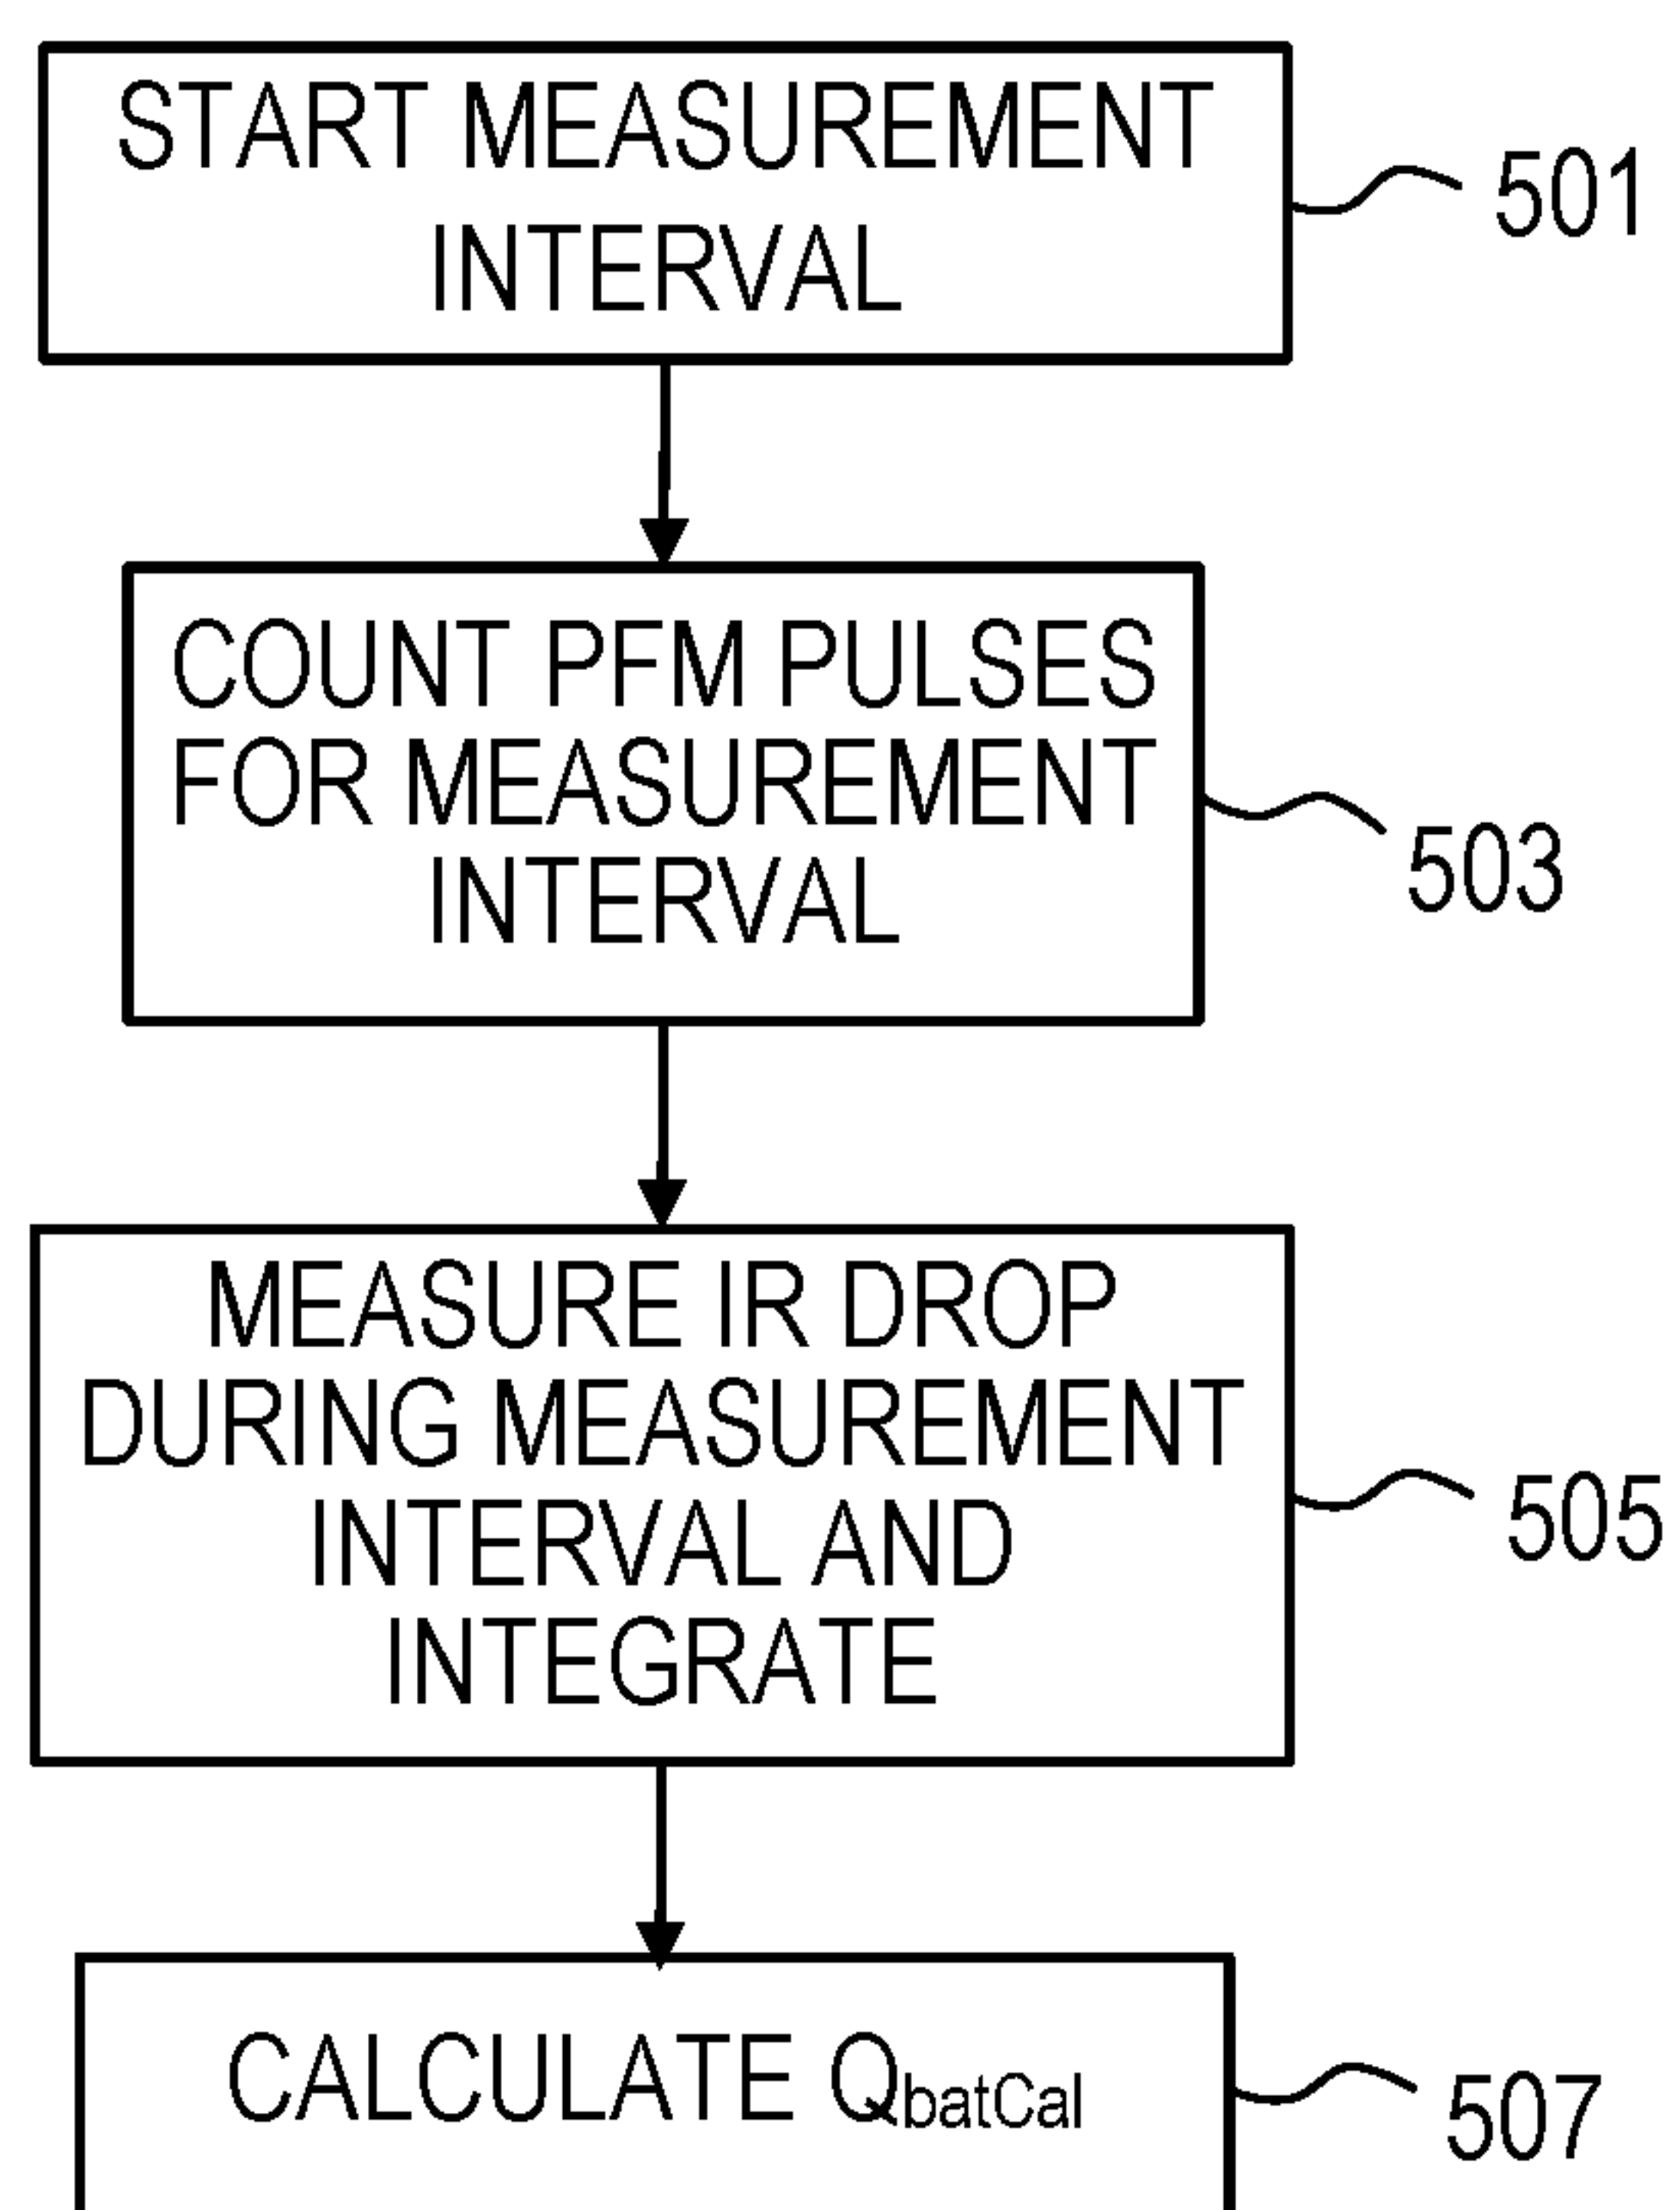 START MEASUREMENT
INTERVAL
501
COUNT PFM PULSES
FOR MEASUREMENT
INTERVAL
503
MEASURE IR DROP
DURING MEASUREMENT
INTERVAL AND
INTEGRATE
505
CALCULATE QbatCal
507